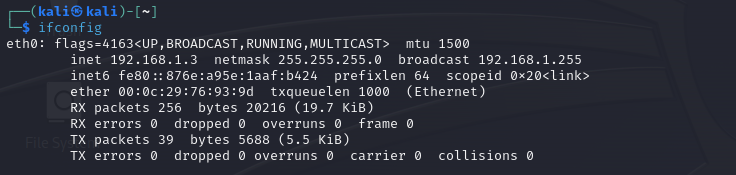 ┌──(kali㉿kali)-[~]
└─$ ifconfig
eth0: flags=4163<UP,BROADCAST,RUNNING,MULTICAST>  mtu 1500
        inet 192.168.1.3  netmask 255.255.255.0  broadcast 192.168.1.255
        inet6 fe80::876e:a95e:1aaf:b424  prefixlen 64  scopeid 0x20<link>
        ether 00:0c:29:76:93:9d  txqueuelen 1000  (Ethernet)
        RX packets 256  bytes 20216 (19.7 KiB)
        RX errors 0  dropped 0  overruns 0  frame 0
        TX packets 39  bytes 5688 (5.5 KiB)
File System
        TX errors 0  dropped 0 overruns 0  carrier 0  collisions 0